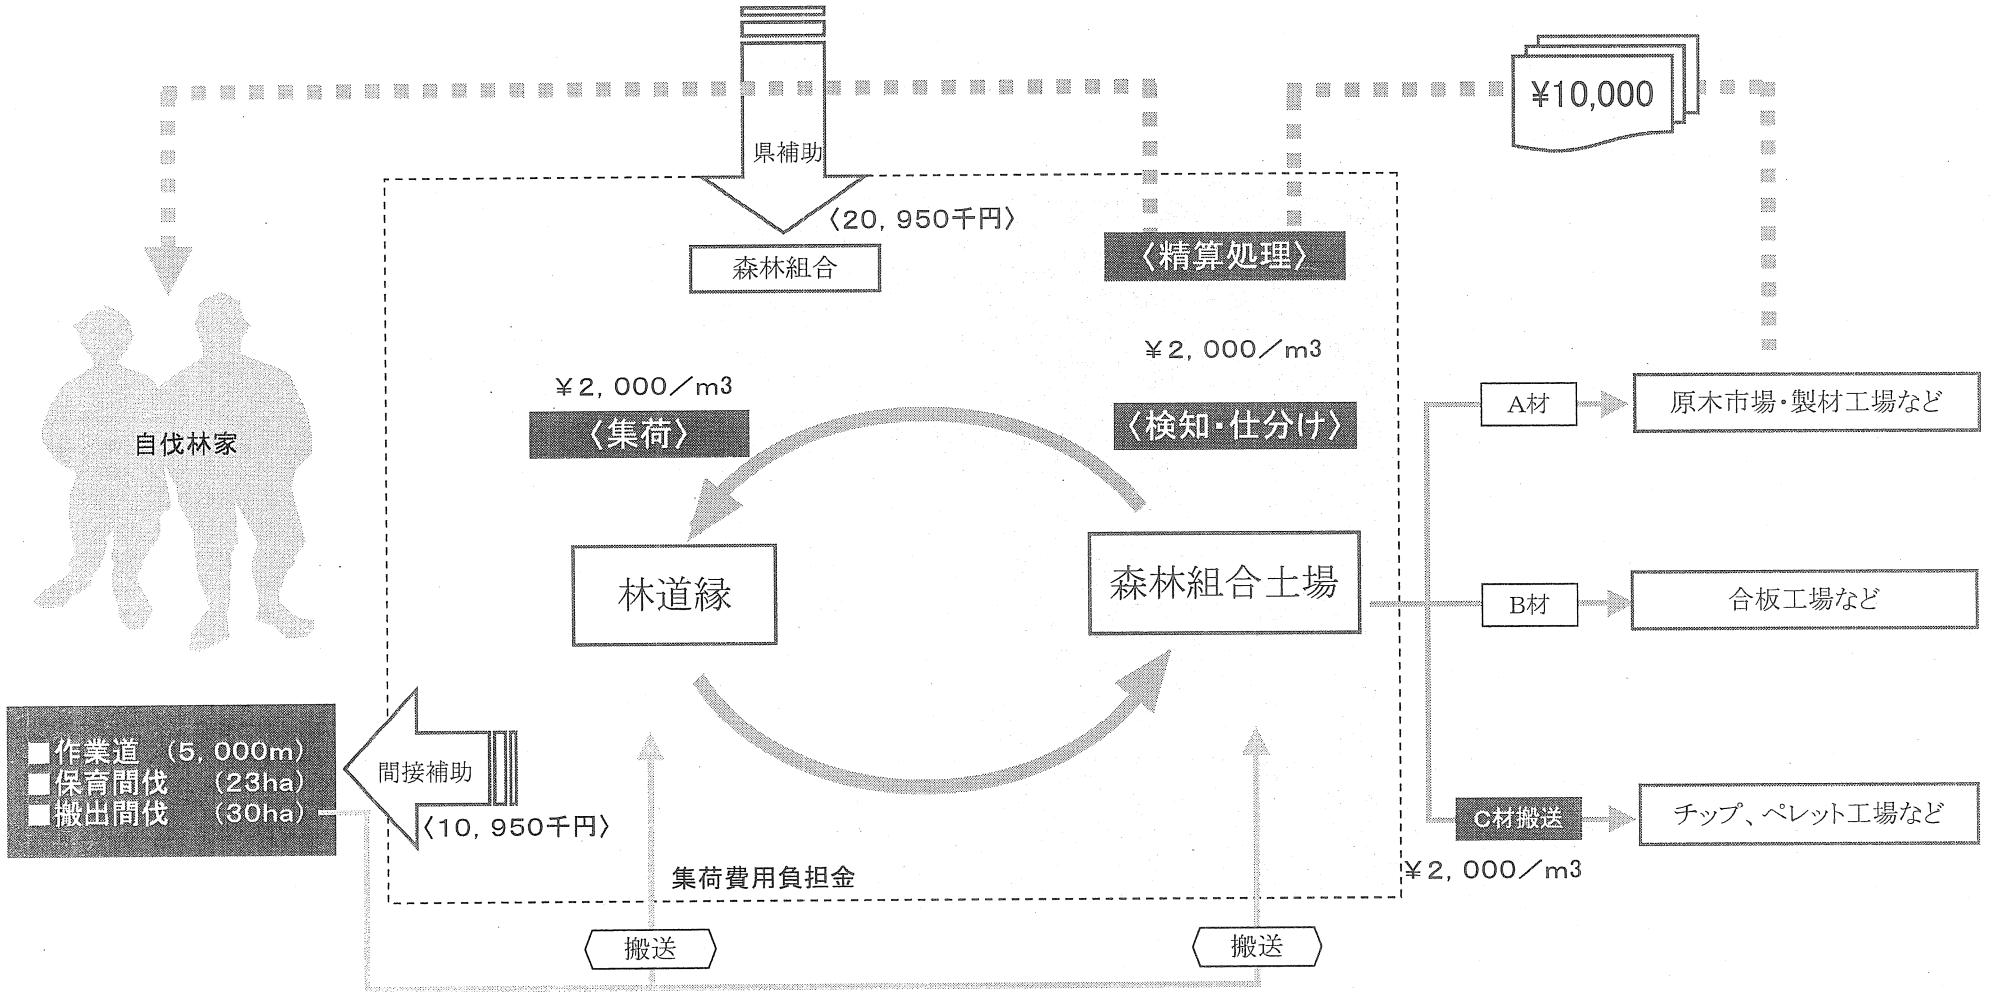 ¥10,000
県補助
〈20,950千円〉
森林組合
〈精算処理〉
¥2,000/m3
¥2,000/m3
〈集荷〉
〈検知・仕分け〉
自伐林家
A材
原木市場・製材工場など
林道縁
森林組合土場
B材
合板工場など
■作業道 (5,000m)
■保育間伐 (23ha)
■搬出間伐 (30ha)
間接補助
〈10,950千円〉
C材搬送
チップ、ペレット工場など
¥2,000/m3
集荷費用負担金
搬送
搬送